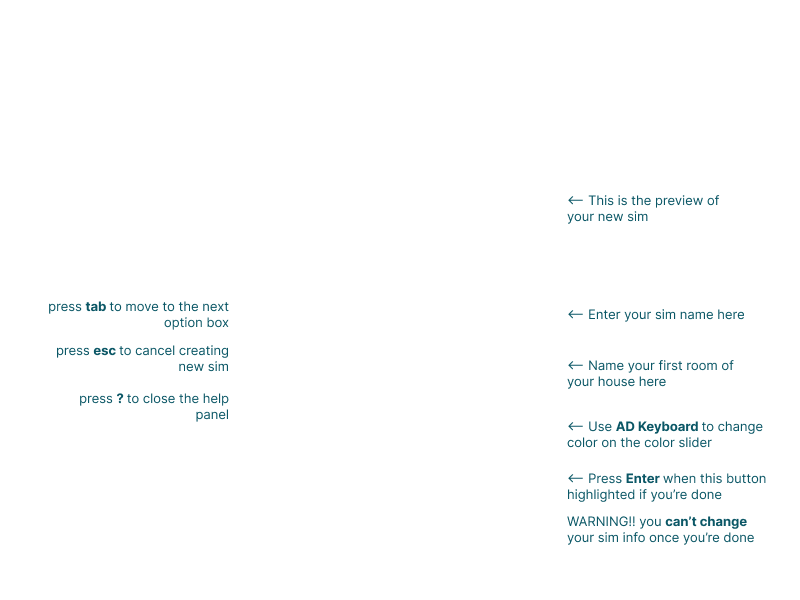 ← This is the preview of
your new sim
press tab to move to the next
option box
press esc to cancel creating
new sim
press ? to close the help
panel
← Enter your sim name here
← Name your first room of
your house here
← Use AD Keyboard to change
color on the color slider
← Press Enter when this button
highlighted if you’re done
WARNING!! you can’t change
your sim info once you’re done